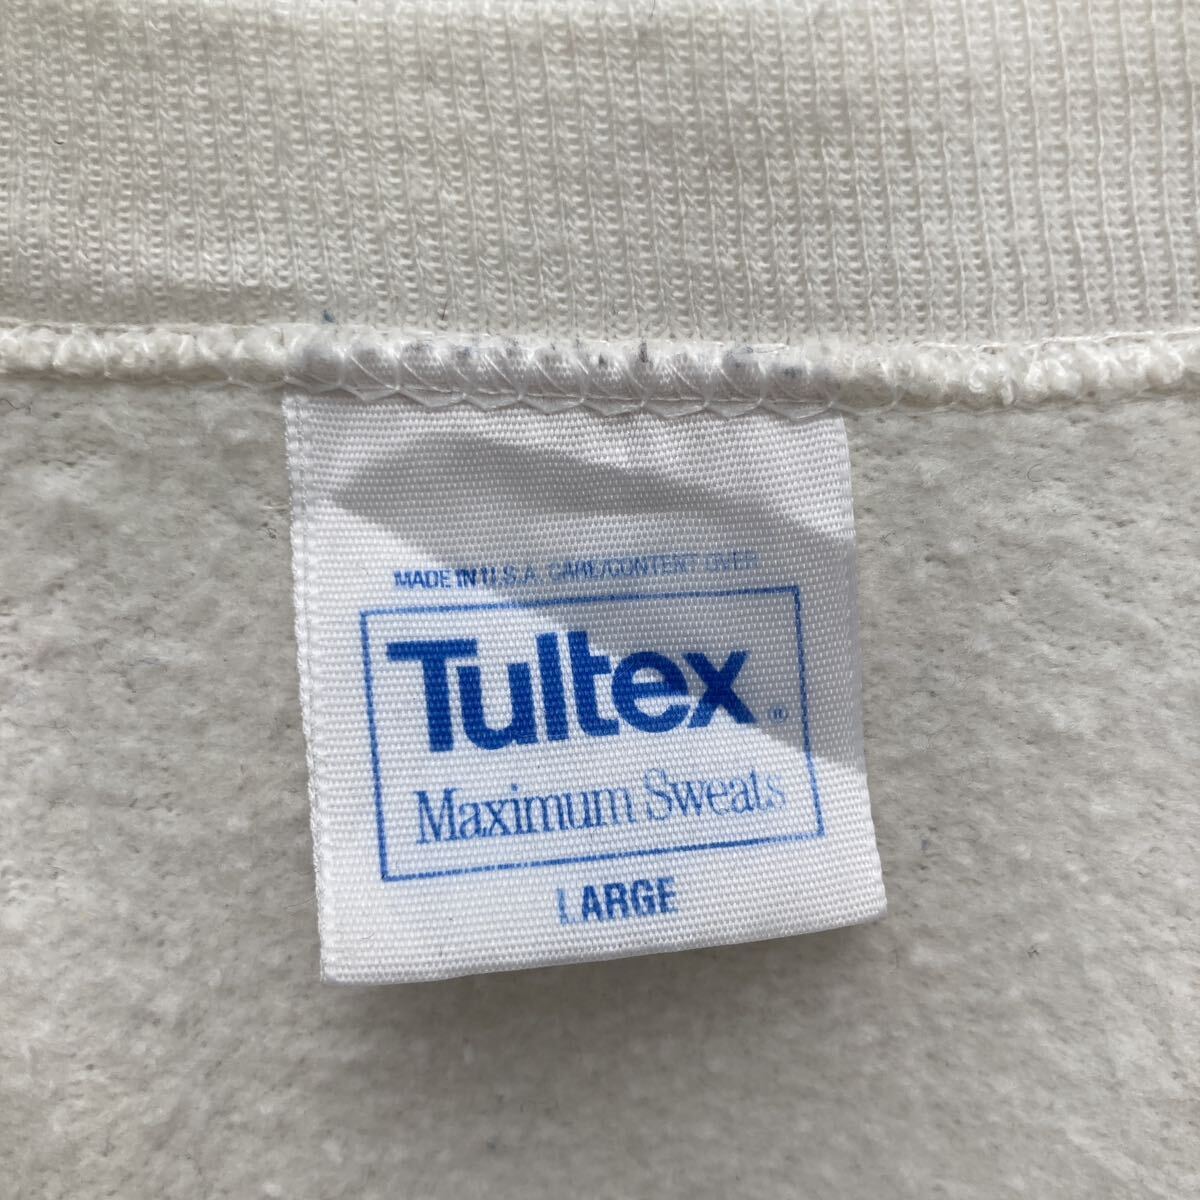 MADE IN U.S.A. CARE/CONTENT OVER
Tultex®
Maximum Sweats
LARGE